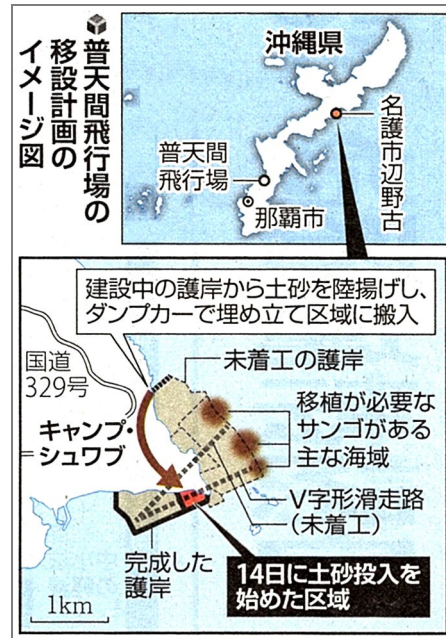 普天間飛行場の
移設計画の
イメージ図
沖縄県
名護市辺野古
普天間
飛行場
那覇市
建設中の護岸から土砂を陸揚げし、
ダンプカーで埋め立て区域に搬入
国道
329号
未着工の護岸
移植が必要な
サンゴがある
主な海域
キャンプ・
シュワブ
V字形滑走路
(未着工)
完成した
護岸
14日に土砂投入を
始めた区域
1km